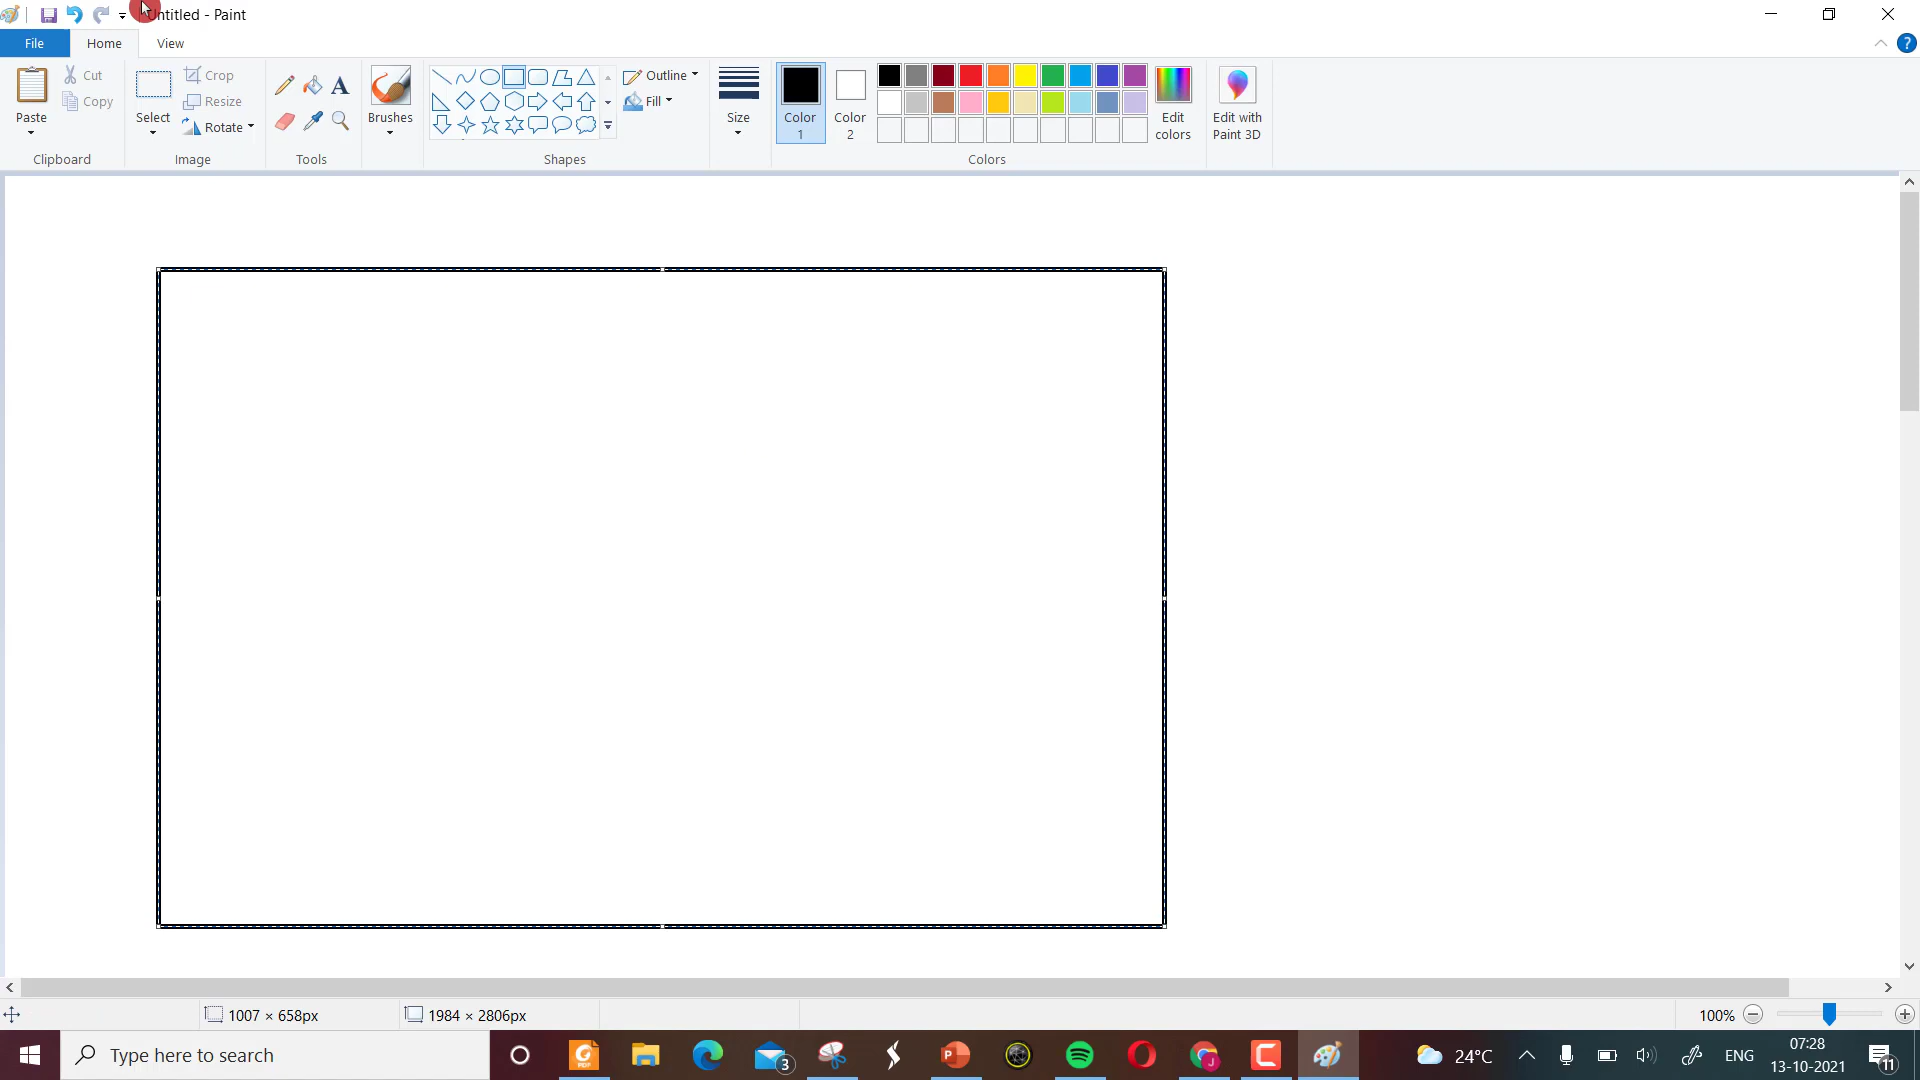 Untitled - Paint
File Home View
Paste
Cut
Copy
Clipboard
Select
Crop
Resize
Rotate
Image
A
Tools
Brushes
Outline
Fill
Shapes
Size
Color
1
Color
2
Colors
Edit
colors
Edit with
Paint 3D
?
1007 × 658px
1984 × 2806px
100%
Type here to search
3
24°C
ENG
07:28
13-10-2021
11